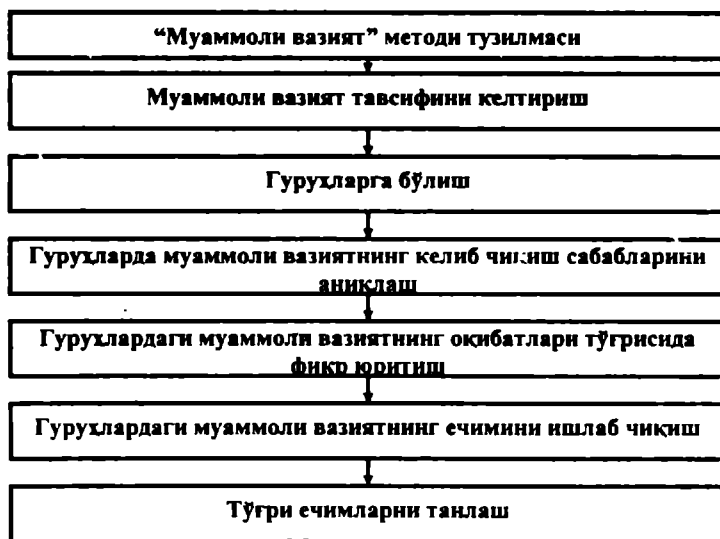 “Муаммоли вазият” методи тузилмаси
Муаммоли вазият тавсифини келтириш
Гуруҳларга бўлиш
Гуруҳларда муаммоли вазиятнинг келиб чиқиш сабабларини
аниқлаш
Гуруҳлардаги муаммоли вазиятнинг оқибатлари тўғрисида
фикр юритиш
Гуруҳлардаги муаммоли вазиятнинг ечимини ишлаб чиқиш
Тўғри ечимларни танлаш